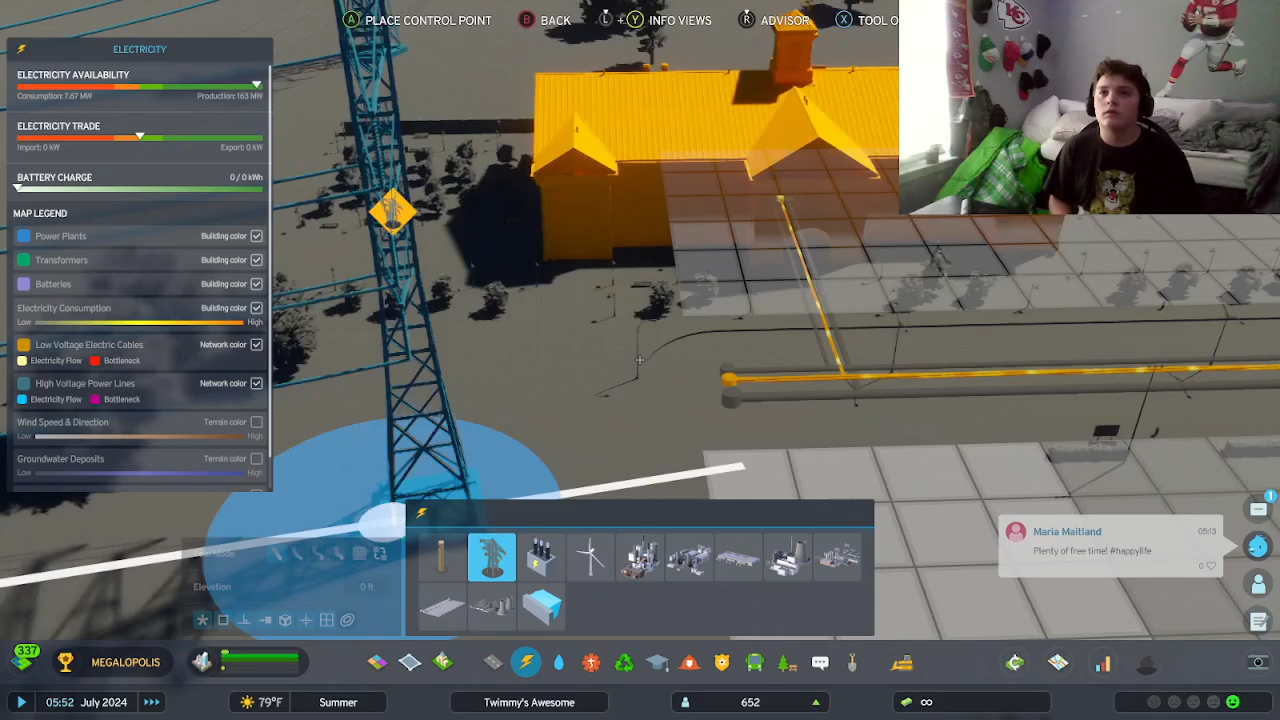 A PLACE CONTROL POINT B BACK L + Y INFO VIEWS R ADVISOR X TOOL O
ELECTRICITY
ELECTRICITY AVAILABILITY
Consumption: 7.67 MW Production: 163 MW
ELECTRICITY TRADE
Import: 0 kW Export: 0 kW
BATTERY CHARGE 0 / 0 kWh
MAP LEGEND
Power Plants Building color
Transformers Building color
Batteries Building color
Electricity Consumption Building color
Low High
Low Voltage Electric Cables Network color
Electricity Flow Bottleneck
High Voltage Power Lines Network color
Electricity Flow Bottleneck
Wind Speed & Direction Terrain color
Low High
Groundwater Deposits Terrain color
Low High
Tool Mode
Elevation 0 ft
1
Maria Maitland 05:13
Plenty of free time! #happylife
0
337 MEGALOPOLIS
05:52 July 2024 79°F Summer Twimmy's Awesome 652 ∞